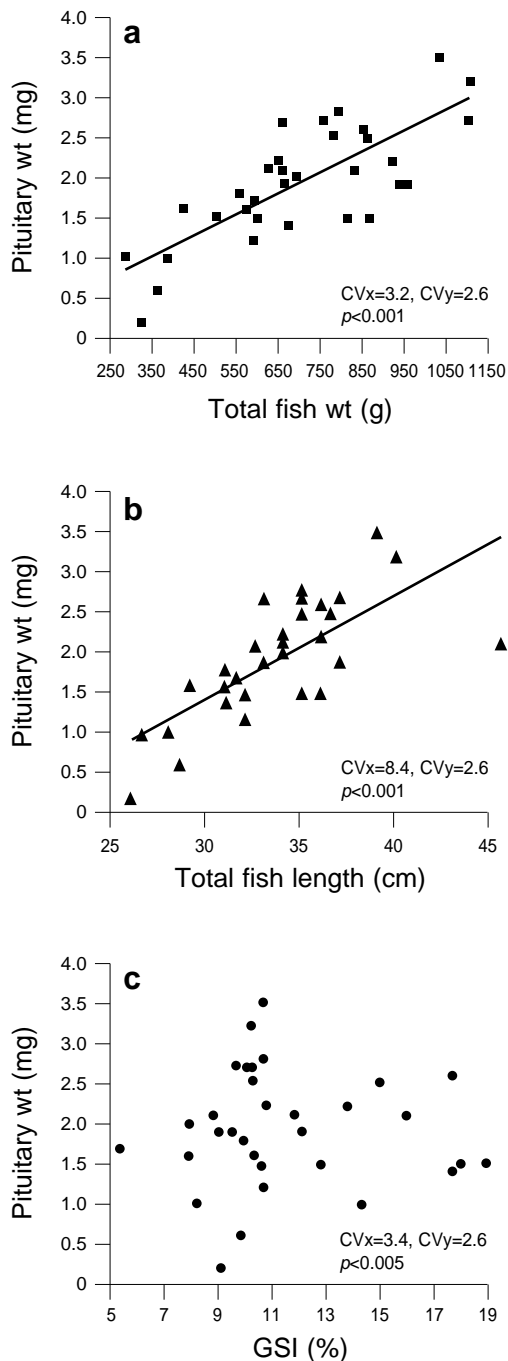 a
4.0
3.5
3.0
2.5
2.0
1.5
1.0
0.5
0
Pituitary wt (mg)
CVx=3.2, CVy=2.6
p<0.001
250 350 450 550 650 750 850 950 1050 1150
Total fish wt (g)
b
4.0
3.5
3.0
2.5
2.0
1.5
1.0
0.5
0
Pituitary wt (mg)
CVx=8.4, CVy=2.6
p<0.001
25 30 35 40 45
Total fish length (cm)
c
4.0
3.5
3.0
2.5
2.0
1.5
1.0
0.5
0
Pituitary wt (mg)
CVx=3.4, CVy=2.6
p<0.005
5 7 9 11 13 15 17 19
GSI (%)